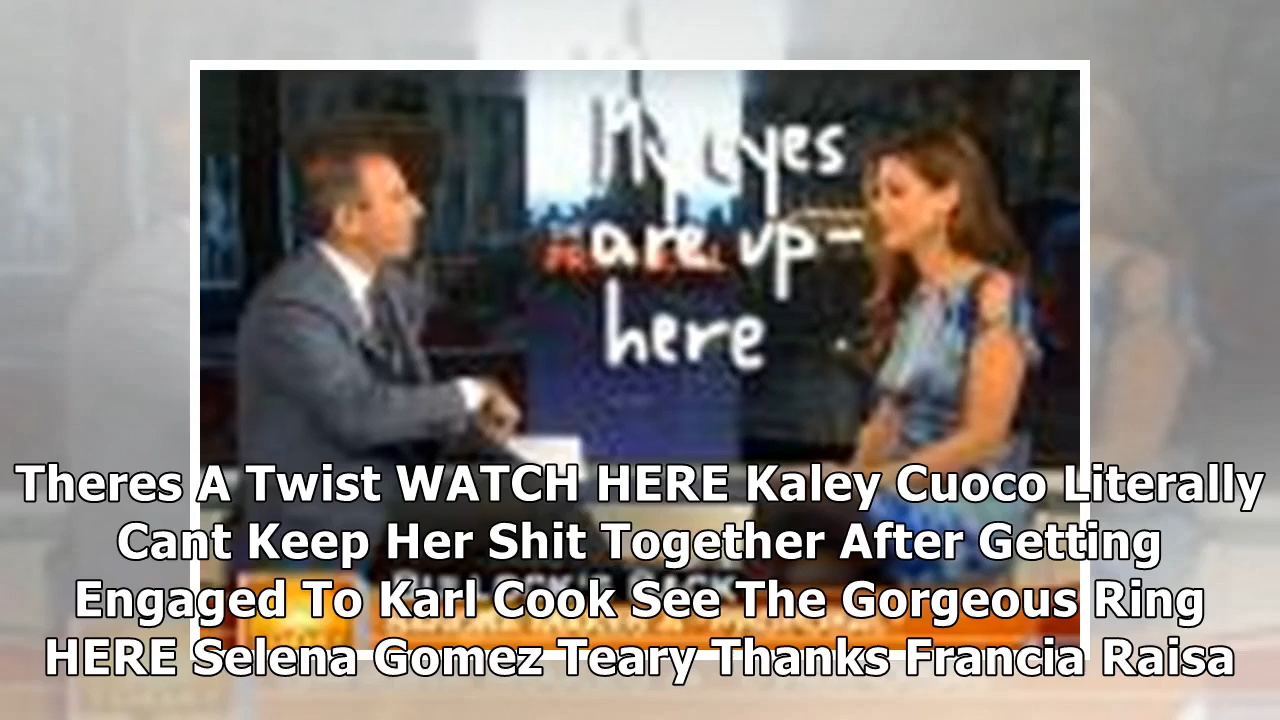 My eyes
are up-
here
Theres A Twist WATCH HERE Kaley Cuoco Literally
Cant Keep Her Shit Together After Getting
Engaged To Karl Cook See The Gorgeous Ring
HERE Selena Gomez Teary Thanks Francia Raisa